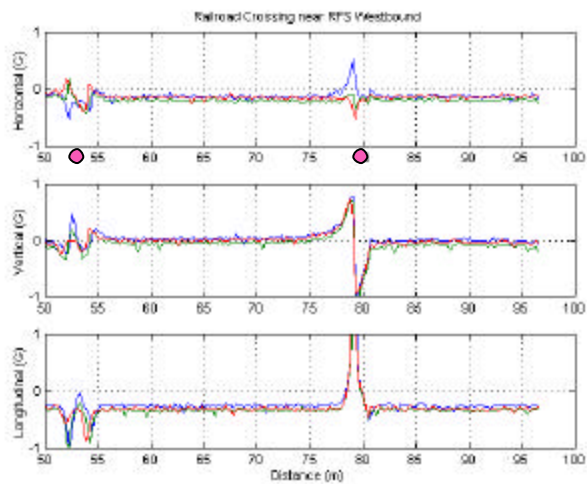 Railroad Crossing near RFS Westbound
Horizontal (G)
1
0
-1
50 55 60 65 70 75 80 85 90 95 100
Vertical (G)
1
0
-1
50 55 60 65 70 75 80 85 90 95 100
Longitudinal (G)
1
0
-1
50 55 60 65 70 75 80 85 90 95 100
Distance (m)